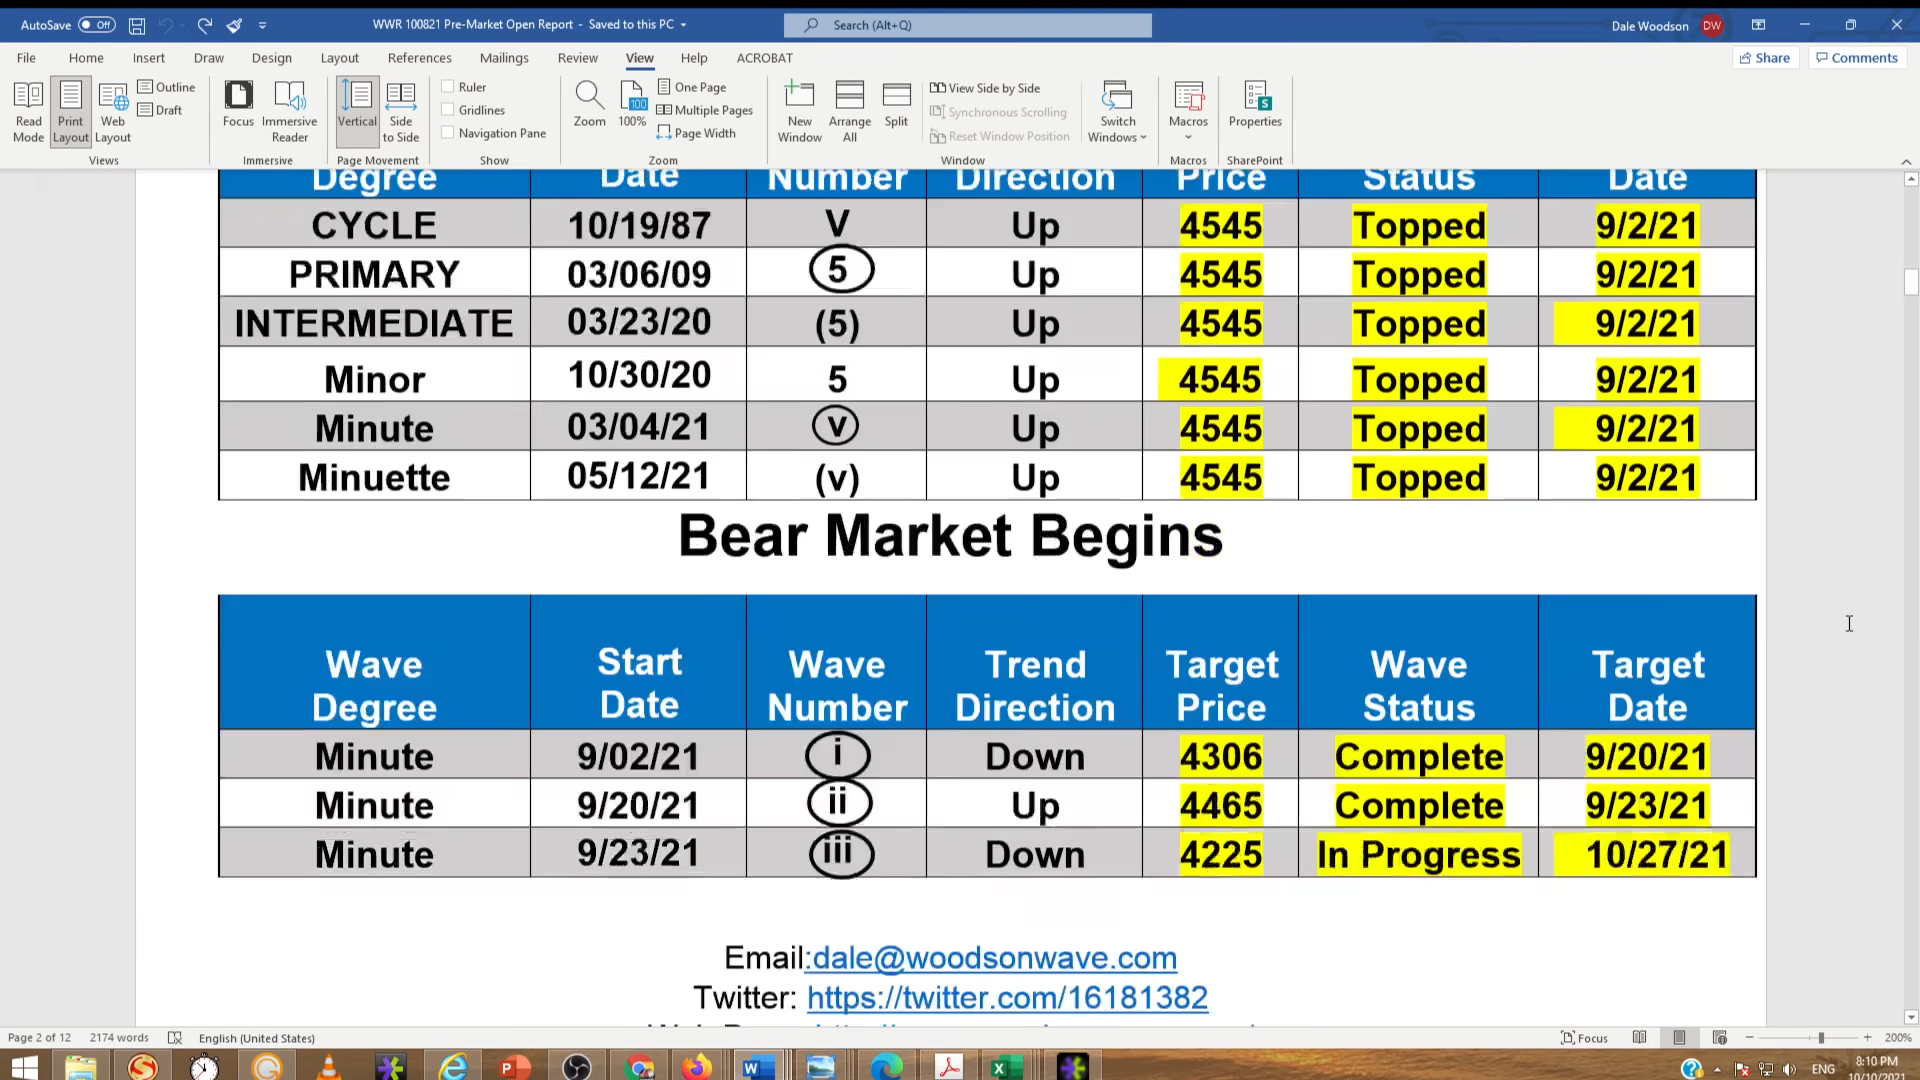 AutoSave Off WWR 100821 Pre-Market Open Report - Saved to this PC Search (Alt+Q) Dale Woodson DW
File Home Insert Draw Design Layout References Mailings Review View Help ACROBAT Share Comments
Read Mode Print Layout Web Layout Outline Draft
Views
Focus Immersive Reader
Immersive
Vertical Side to Side
Page Movement
Ruler
Gridlines
Navigation Pane
Show
Zoom 100% One Page
Multiple Pages
Page Width
Zoom
New Window Arrange All Split View Side by Side
Synchronous Scrolling
Reset Window Position
Window
Switch Windows
Macros
Macros
Properties
SharePoint
Degree Date Number Direction Price Status Date
CYCLE 10/19/87 V Up 4545 Topped 9/2/21
PRIMARY 03/06/09 5 Up 4545 Topped 9/2/21
INTERMEDIATE 03/23/20 (5) Up 4545 Topped 9/2/21
Minor 10/30/20 5 Up 4545 Topped 9/2/21
Minute 03/04/21 v Up 4545 Topped 9/2/21
Minuette 05/12/21 (v) Up 4545 Topped 9/2/21
Bear Market Begins
Wave Start Wave Trend Target Wave Target
Degree Date Number Direction Price Status Date
Minute 9/02/21 i Down 4306 Complete 9/20/21
Minute 9/20/21 ii Up 4465 Complete 9/23/21
Minute 9/23/21 iii Down 4225 In Progress 10/27/21
Email:dale@woodsonwave.com
Twitter: https://twitter.com/16181382
Page 2 of 12 2174 words English (United States) Focus 200%
ENG 8:10 PM
10/10/2021